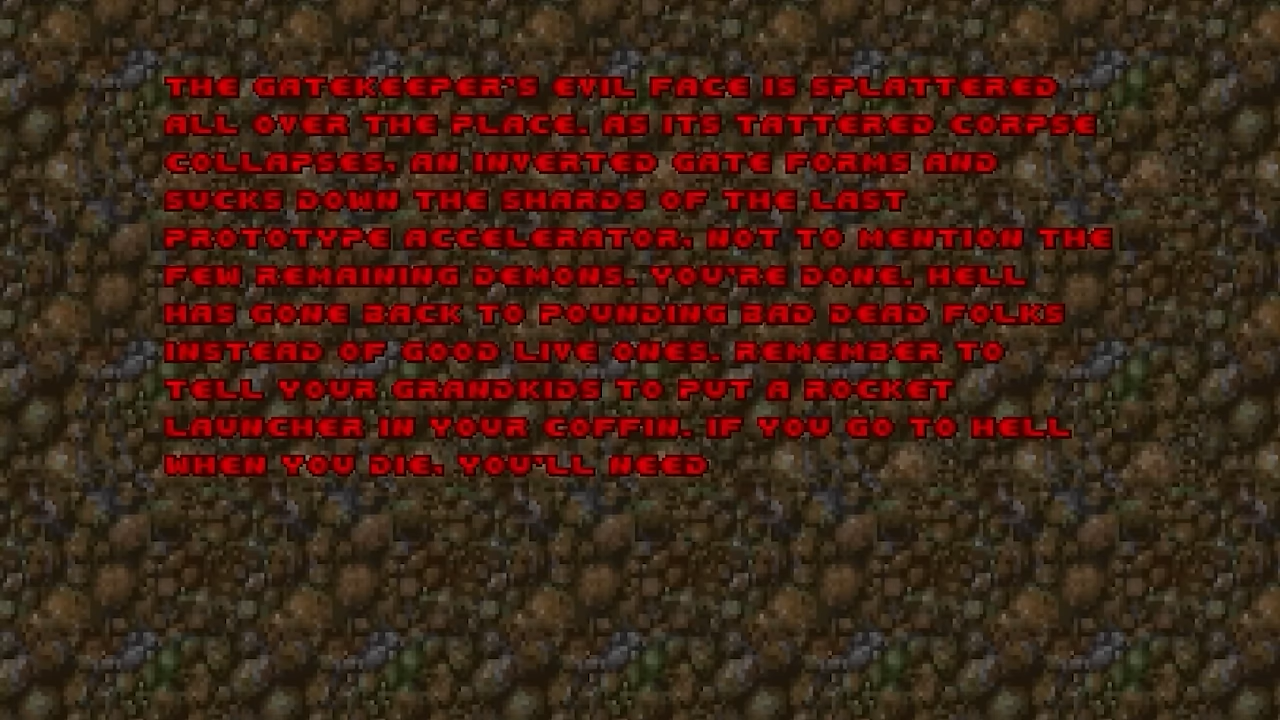 THE GATEKEEPER'S EVIL FACE IS SPLATTERED
ALL OVER THE PLACE. AS ITS TATTERED CORPSE
COLLAPSES, AN INVERTED GATE FORMS AND
SUCKS DOWN THE SHARDS OF THE LAST
PROTOTYPE ACCELERATOR, NOT TO MENTION THE
FEW REMAINING DEMONS. YOU'RE DONE. HELL
HAS GONE BACK TO POUNDING BAD DEAD FOLKS
INSTEAD OF GOOD LIVE ONES. REMEMBER TO
TELL YOUR GRANDKIDS TO PUT A ROCKET
LAUNCHER IN YOUR COFFIN. IF YOU GO TO HELL
WHEN YOU DIE, YOU'LL NEED